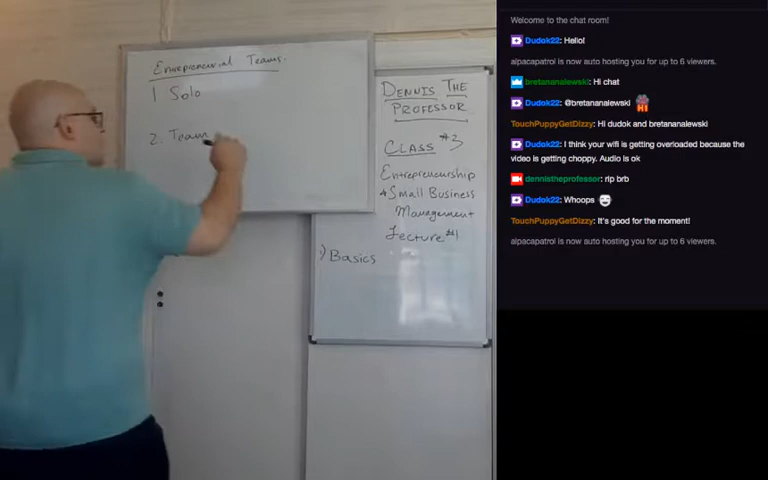 Entrepreneurial Teams.
1 Solo
2. Team
DENNIS THE
PROFESSOR
CLASS #3
Entrepreneurship
+ Small Business
Management
Lecture #1
1) Basics
Welcome to the chat room!
Dudok22: Hello!
alpacapatrol is now auto hosting you for up to 6 viewers.
bretananalewski: Hi chat
Dudok22: @bretananalewski HI
TouchPuppyGetDizzy: Hi dudok and bretananalewski
Dudok22: I think your wifi is getting overloaded because the
video is getting choppy. Audio is ok
dennistheprofessor: rip brb
Dudok22: Whoops
TouchPuppyGetDizzy: It's good for the moment!
alpacapatrol is now auto hosting you for up to 6 viewers.